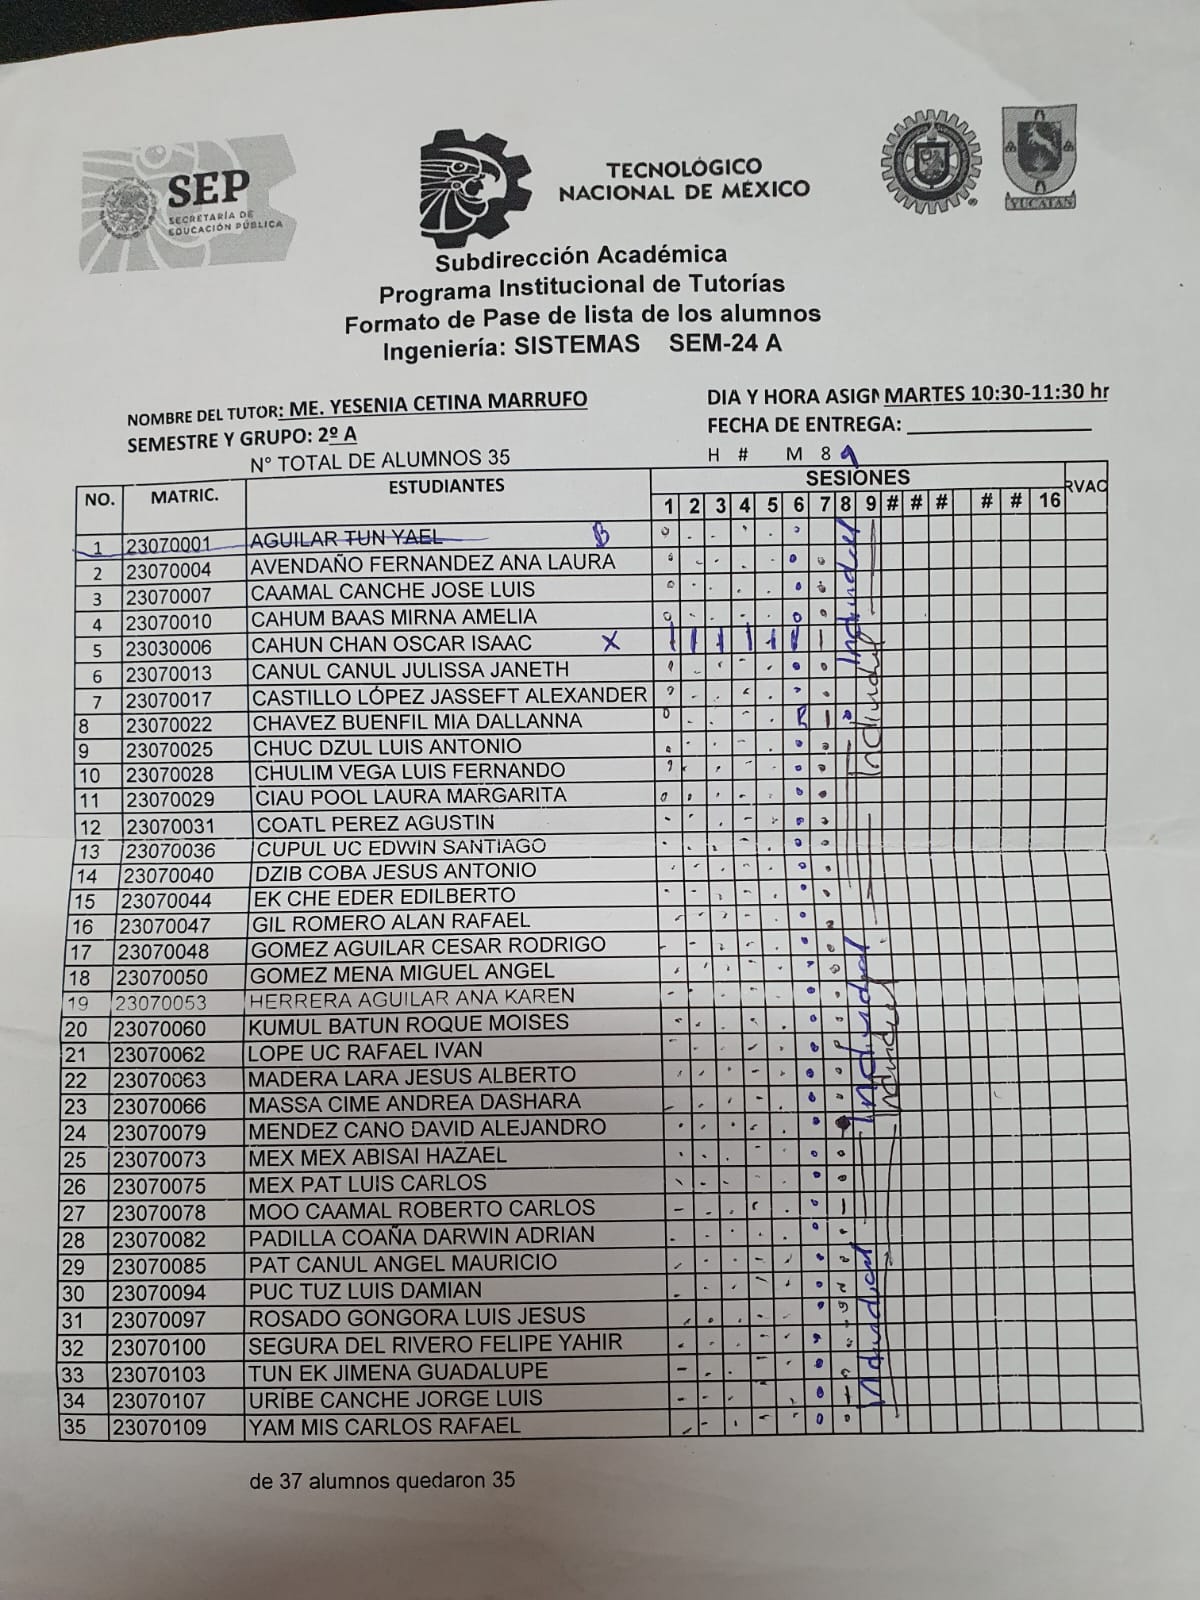 SEP
SECRETARÍA DE
EDUCACIÓN PÚBLICA
TECNOLÓGICO
NACIONAL DE MÉXICO
YUCATAN
Subdirección Académica
Programa Institucional de Tutorías
Formato de Pase de lista de los alumnos
Ingeniería: SISTEMAS SEM-24 A
NOMBRE DEL TUTOR: ME. YESENIA CETINA MARRUFO
DIA Y HORA ASIGN MARTES 10:30-11:30 hr
SEMESTRE Y GRUPO: 2º A
FECHA DE ENTREGA:
N° TOTAL DE ALUMNOS 35
H # M 8 9
NO. MATRIC. ESTUDIANTES SESIONES RVAC
1 2 3 4 5 6 7 8 9 # # # # # 16
1 23070001 AGUILAR TUN YAEL B
2 23070004 AVENDAÑO FERNANDEZ ANA LAURA
3 23070007 CAAMAL CANCHE JOSE LUIS
4 23070010 CAHUM BAAS MIRNA AMELIA
5 23030006 CAHUN CHAN OSCAR ISAAC X
6 23070013 CANUL CANUL JULISSA JANETH
7 23070017 CASTILLO LÓPEZ JASSEFT ALEXANDER
8 23070022 CHAVEZ BUENFIL MIA DALLANNA R
9 23070025 CHUC DZUL LUIS ANTONIO
10 23070028 CHULIM VEGA LUIS FERNANDO
11 23070029 CIAU POOL LAURA MARGARITA
12 23070031 COATL PEREZ AGUSTIN
13 23070036 CUPUL UC EDWIN SANTIAGO
14 23070040 DZIB COBA JESUS ANTONIO
15 23070044 EK CHE EDER EDILBERTO
16 23070047 GIL ROMERO ALAN RAFAEL
17 23070048 GOMEZ AGUILAR CESAR RODRIGO
18 23070050 GOMEZ MENA MIGUEL ANGEL
19 23070053 HERRERA AGUILAR ANA KAREN
20 23070060 KUMUL BATUN ROQUE MOISES
21 23070062 LOPE UC RAFAEL IVAN
22 23070063 MADERA LARA JESUS ALBERTO
23 23070066 MASSA CIME ANDREA DASHARA
24 23070079 MENDEZ CANO DAVID ALEJANDRO
25 23070073 MEX MEX ABISAI HAZAEL
26 23070075 MEX PAT LUIS CARLOS
27 23070078 MOO CAAMAL ROBERTO CARLOS
28 23070082 PADILLA COAÑA DARWIN ADRIAN
29 23070085 PAT CANUL ANGEL MAURICIO
30 23070094 PUC TUZ LUIS DAMIAN
31 23070097 ROSADO GONGORA LUIS JESUS
32 23070100 SEGURA DEL RIVERO FELIPE YAHIR
33 23070103 TUN EK JIMENA GUADALUPE
34 23070107 URIBE CANCHE JORGE LUIS
35 23070109 YAM MIS CARLOS RAFAEL
Individual
Individual
Individual
Individual
Individual
de 37 alumnos quedaron 35